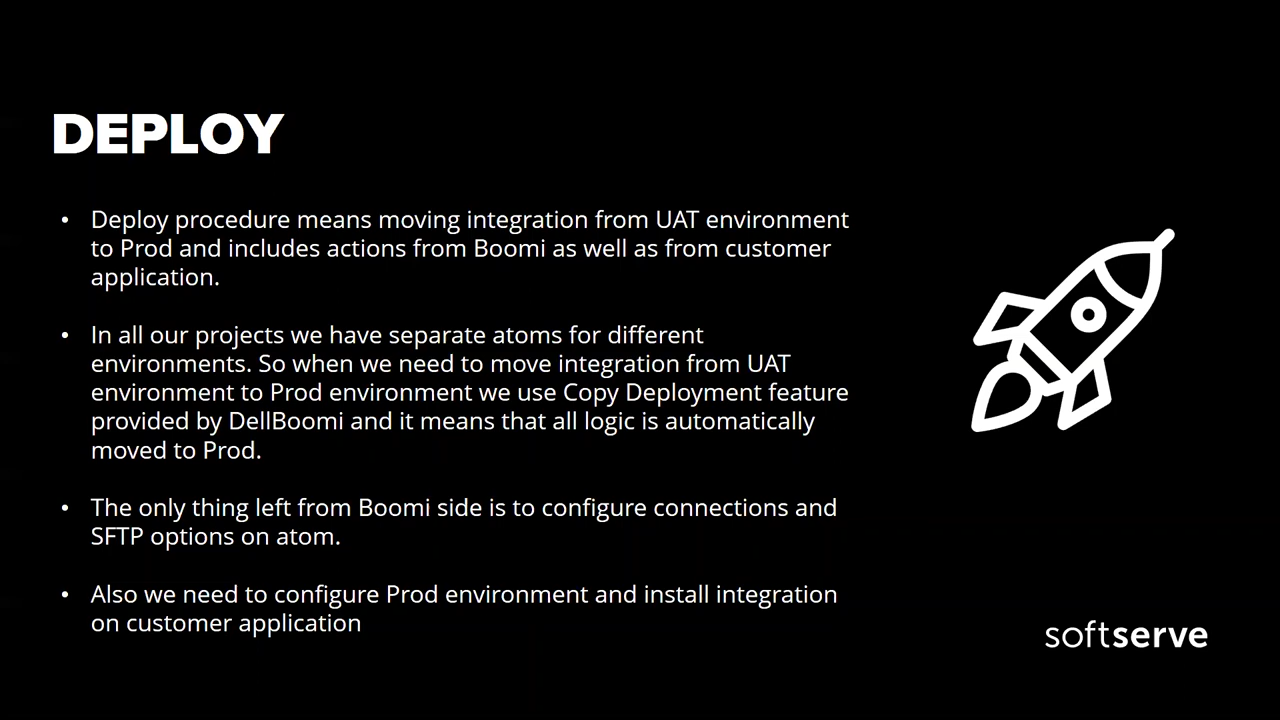 DEPLOY
• Deploy procedure means moving integration from UAT environment
to Prod and includes actions from Boomi as well as from customer
application.
• In all our projects we have separate atoms for different
environments. So when we need to move integration from UAT
environment to Prod environment we use Copy Deployment feature
provided by DellBoomi and it means that all logic is automatically
moved to Prod.
• The only thing left from Boomi side is to configure connections and
SFTP options on atom.
• Also we need to configure Prod environment and install integration
on customer application
softserve